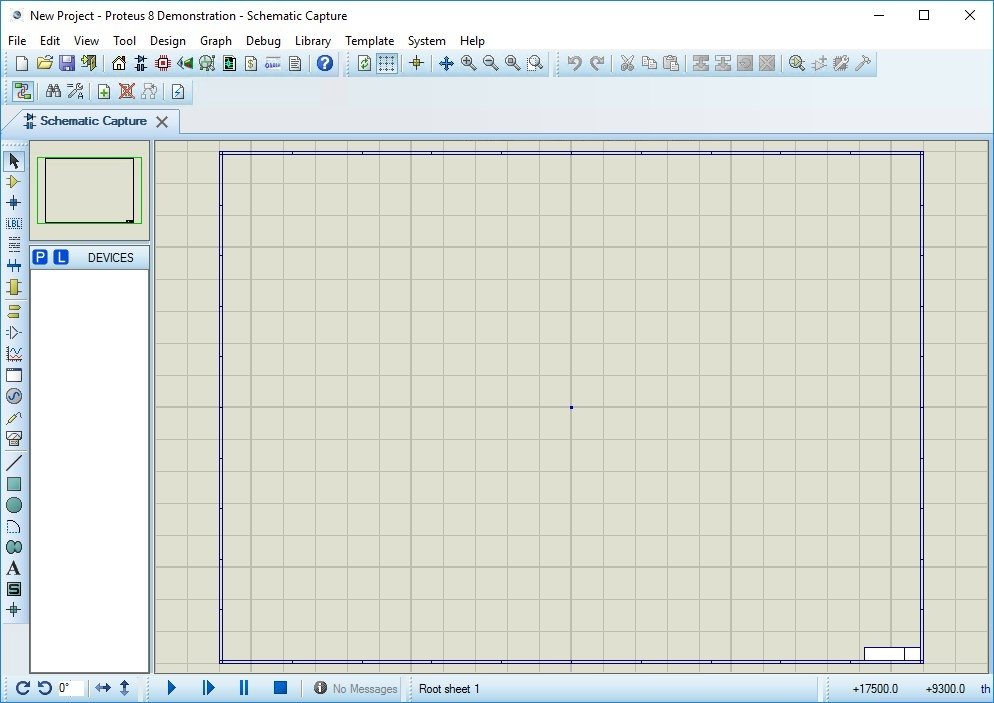 New Project - Proteus 8 Demonstration - Schematic Capture
File Edit View Tool Design Graph Debug Library Template System Help
Schematic Capture
LBL
P L DEVICES
A
S
0°
No Messages
Root sheet 1
+17500.0 +9300.0 th